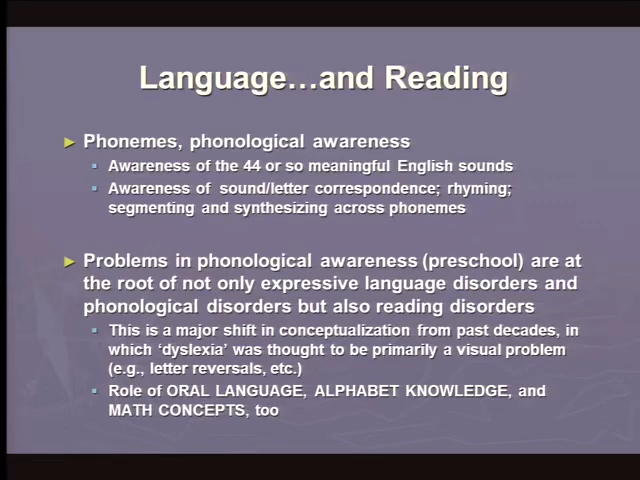 Language…and Reading
Phonemes, phonological awareness
Awareness of the 44 or so meaningful English sounds
Awareness of sound/letter correspondence; rhyming;
segmenting and synthesizing across phonemes
Problems in phonological awareness (preschool) are at
the root of not only expressive language disorders and
phonological disorders but also reading disorders
This is a major shift in conceptualization from past decades, in
which ‘dyslexia’ was thought to be primarily a visual problem
(e.g., letter reversals, etc.)
Role of ORAL LANGUAGE, ALPHABET KNOWLEDGE, and
MATH CONCEPTS, too